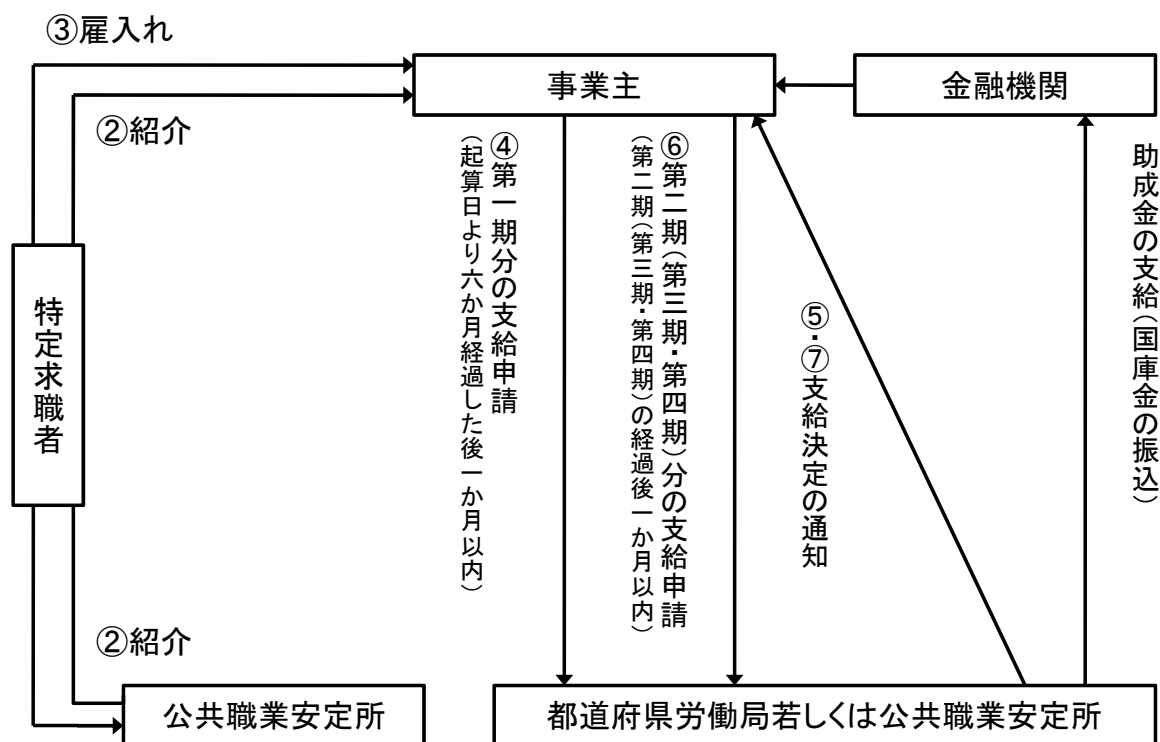 ③雇入れ
事業主
金融機関
②紹介
④第一期分の支給申請
（起算日より六か月経過した後一か月以内）
⑥第二期（第三期・第四期）分の支給申請
（第二期（第三期・第四期）の経過後一か月以内）
⑤・⑦支給決定の通知
助成金の支給（国庫金の振込）
特定求職者
②紹介
公共職業安定所
都道府県労働局若しくは公共職業安定所